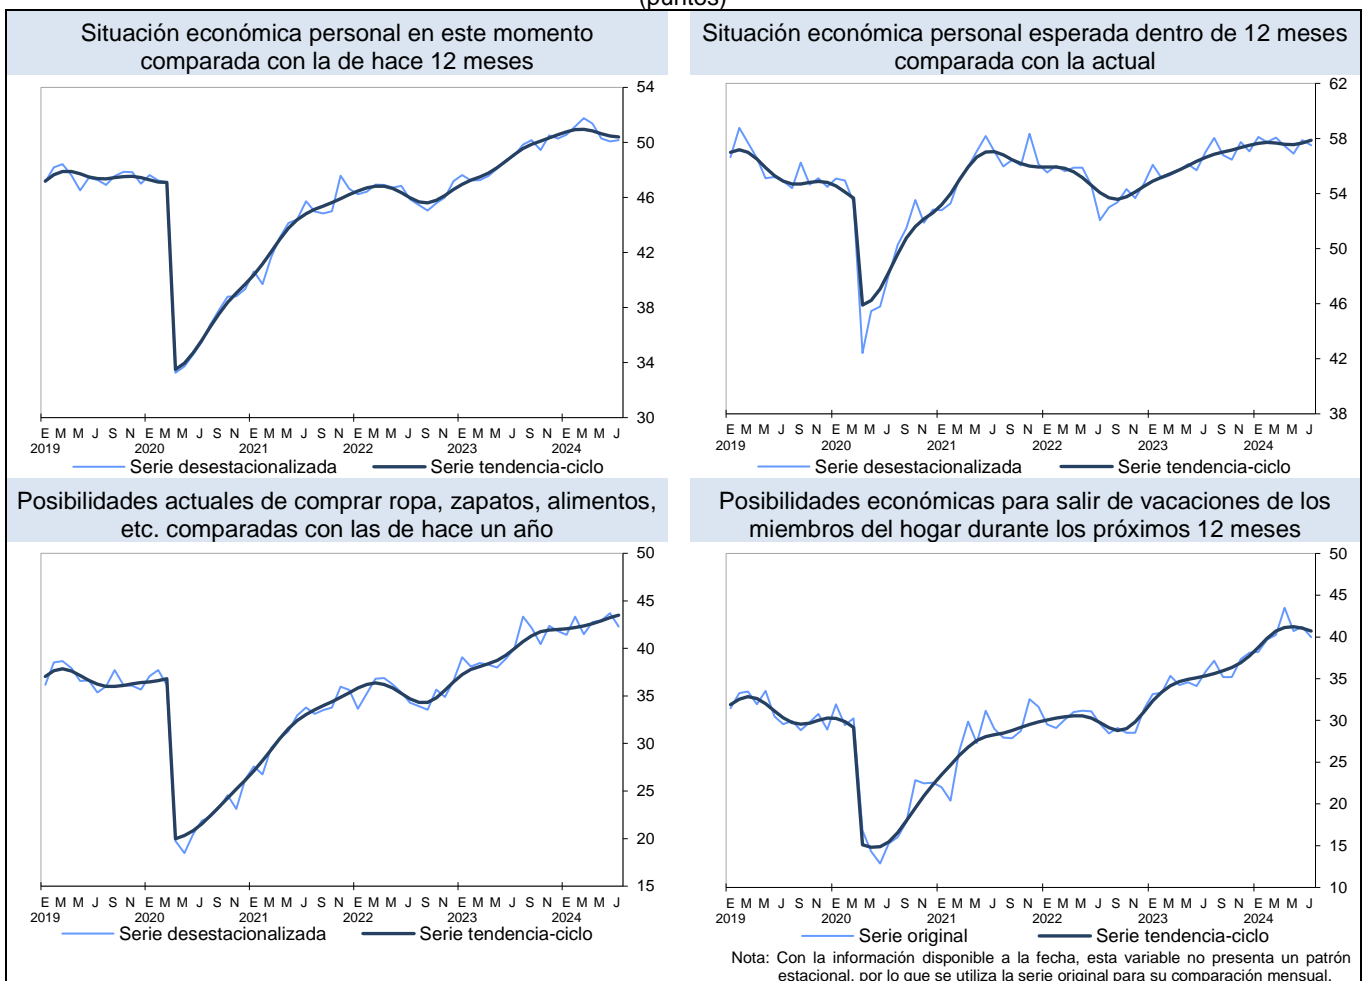 (puntos)
Situación económica personal en este momento
comparada con la de hace 12 meses
54
50
46
42
38
34
30
E M M J S N E M M J S N E M M J S N E M M J S N E M M J S N E M M J
2019 2020 2021 2022 2023 2024
Serie desestacionalizada Serie tendencia-ciclo
Situación económica personal esperada dentro de 12 meses
comparada con la actual
62
58
54
50
46
42
38
E M M J S N E M M J S N E M M J S N E M M J S N E M M J S N E M M J
2019 2020 2021 2022 2023 2024
Serie desestacionalizada Serie tendencia-ciclo
Posibilidades actuales de comprar ropa, zapatos, alimentos,
etc. comparadas con las de hace un año
50
45
40
35
30
25
20
15
E M M J S N E M M J S N E M M J S N E M M J S N E M M J S N E M M J
2019 2020 2021 2022 2023 2024
Serie desestacionalizada Serie tendencia-ciclo
Posibilidades económicas para salir de vacaciones de los
miembros del hogar durante los próximos 12 meses
50
45
40
35
30
25
20
15
10
E M M J S N E M M J S N E M M J S N E M M J S N E M M J S N E M M J
2019 2020 2021 2022 2023 2024
Serie original Serie tendencia-ciclo
Nota: Con la información disponible a la fecha, esta variable no presenta un patrón
estacional, por lo que se utiliza la serie original para su comparación mensual.